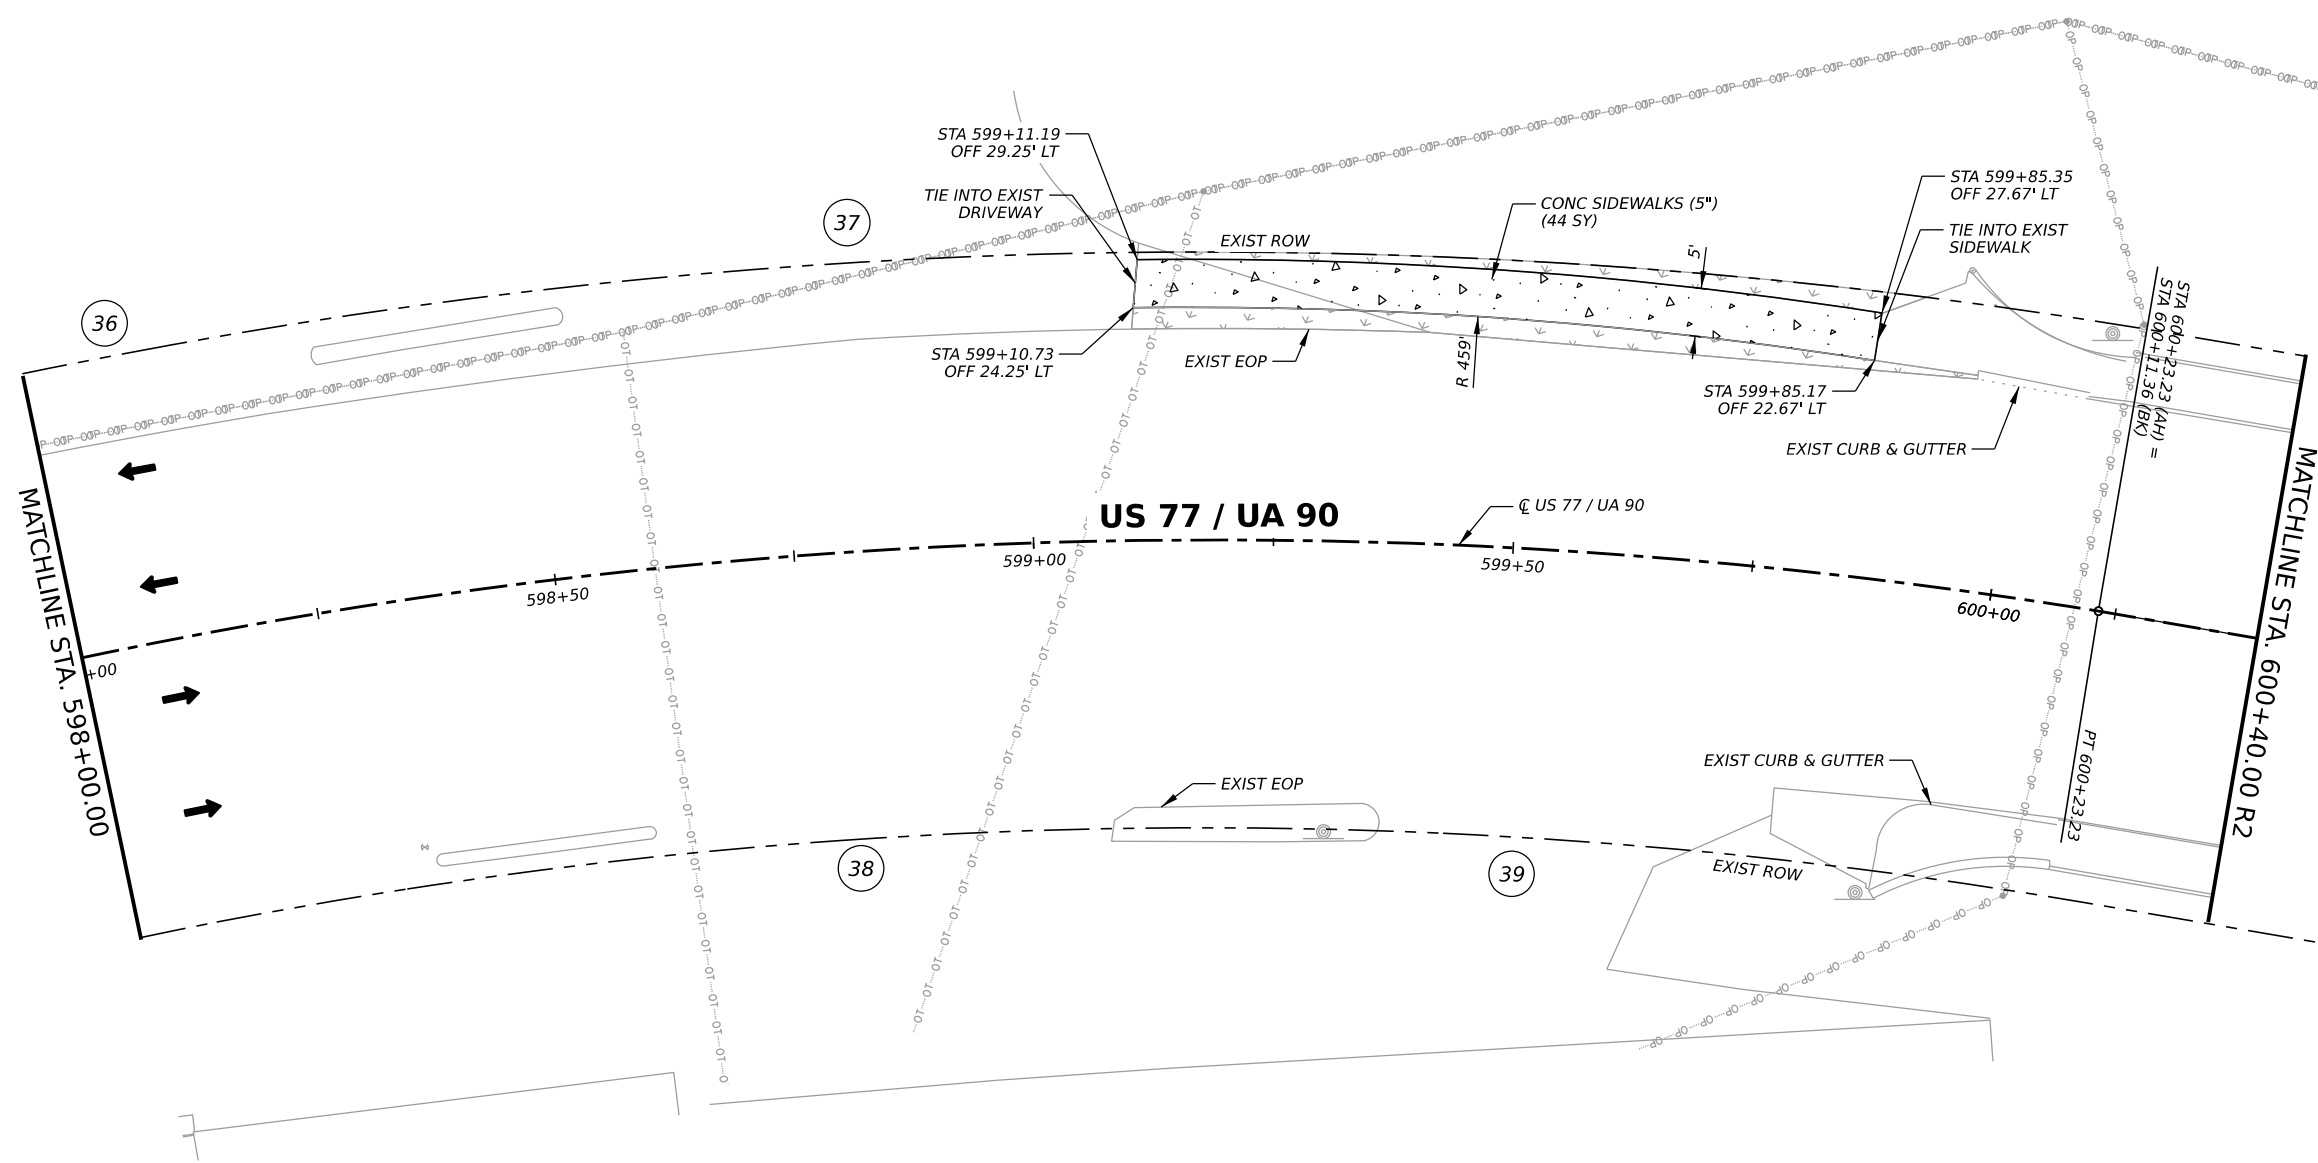 STA 599+11.19
OFF 29.25' LT
TIE INTO EXIST
DRIVEWAY
37
36
EXIST ROW
CONC SIDEWALKS (5")
(44 SY)
5'
STA 599+85.35
OFF 27.67' LT
TIE INTO EXIST
SIDEWALK
STA 600+23.23 (AH) =
STA 600+11.36 (BK)
STA 599+10.73
OFF 24.25' LT
EXIST EOP
R 459'
STA 599+85.17
OFF 22.67' LT
EXIST CURB & GUTTER
US 77 / UA 90
℄ US 77 / UA 90
+00
598+50
599+00
599+50
600+00
MATCHLINE STA. 598+00.00
MATCHLINE STA. 600+40.00 R2
PT 600+23.23
EXIST EOP
EXIST CURB & GUTTER
38
39
EXIST ROW